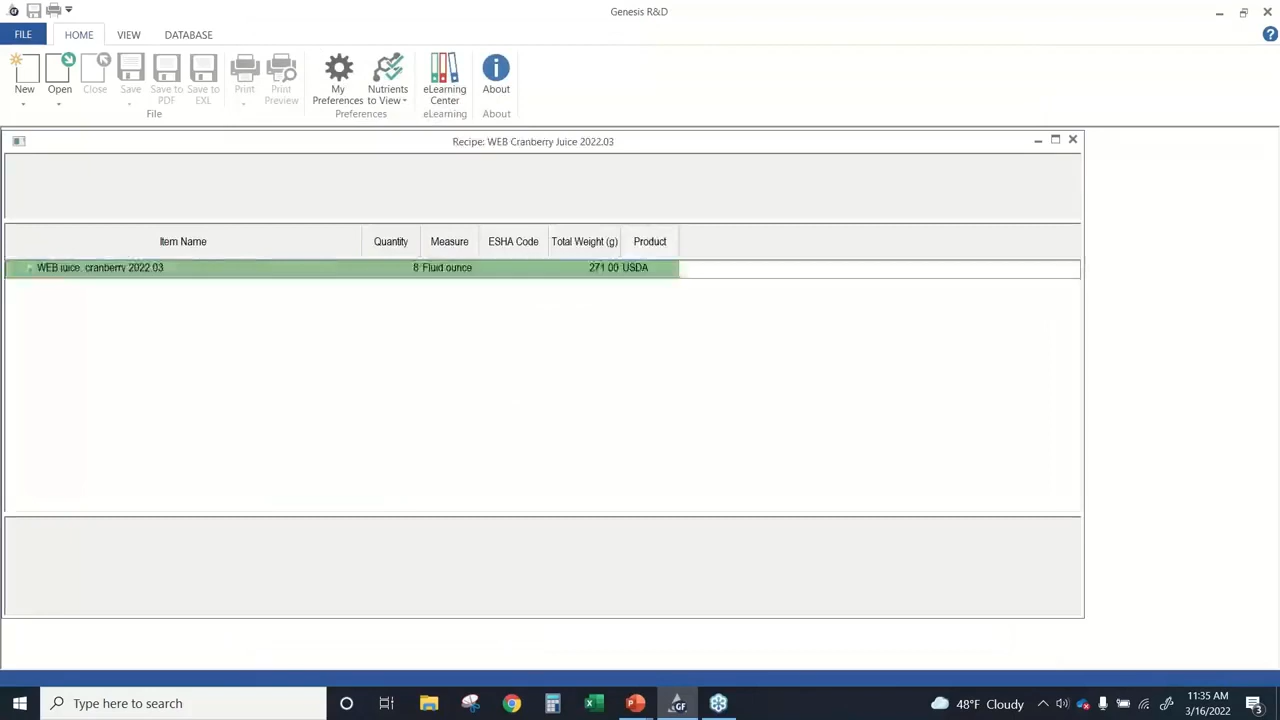 Genesis R&D
FILE HOME VIEW DATABASE
New Open Close Save Save to PDF Save to EXL Print Print Preview My Preferences Nutrients to View eLearning Center About
File Preferences eLearning About
Recipe: WEB Cranberry Juice 2022.03
Item Name Quantity Measure ESHA Code Total Weight (g) Product
WEB juice, cranberry 2022.03 8 Fluid ounce 271.00 USDA
Type here to search
GF
48°F Cloudy
11:35 AM
3/16/2022
3